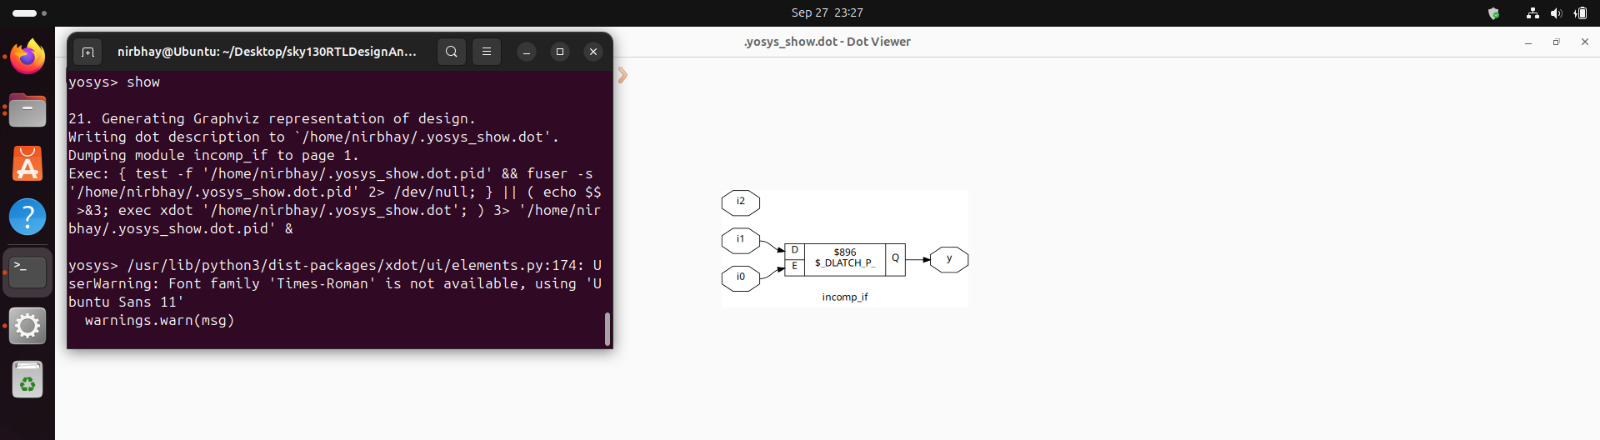 Sep 27 23:27
nirbhay@Ubuntu: ~/Desktop/sky130RTLDesignAn...
.yosys_show.dot - Dot Viewer
yosys> show
21. Generating Graphviz representation of design.
Writing dot description to `/home/nirbhay/.yosys_show.dot'.
Dumping module incomp_if to page 1.
Exec: { test -f '/home/nirbhay/.yosys_show.dot.pid' && fuser -s
'/home/nirbhay/.yosys_show.dot.pid' 2> /dev/null; } || ( echo $$
>&3; exec xdot '/home/nirbhay/.yosys_show.dot'; ) 3> '/home/nir
bhay/.yosys_show.dot.pid' &
yosys> /usr/lib/python3/dist-packages/xdot/ui/elements.py:174: U
serWarning: Font family 'Times-Roman' is not available, using 'U
buntu Sans 11'
warnings.warn(msg)
i2
i1
i0
D
E
$896
$_DLATCH_P_
Q
y
incomp_if